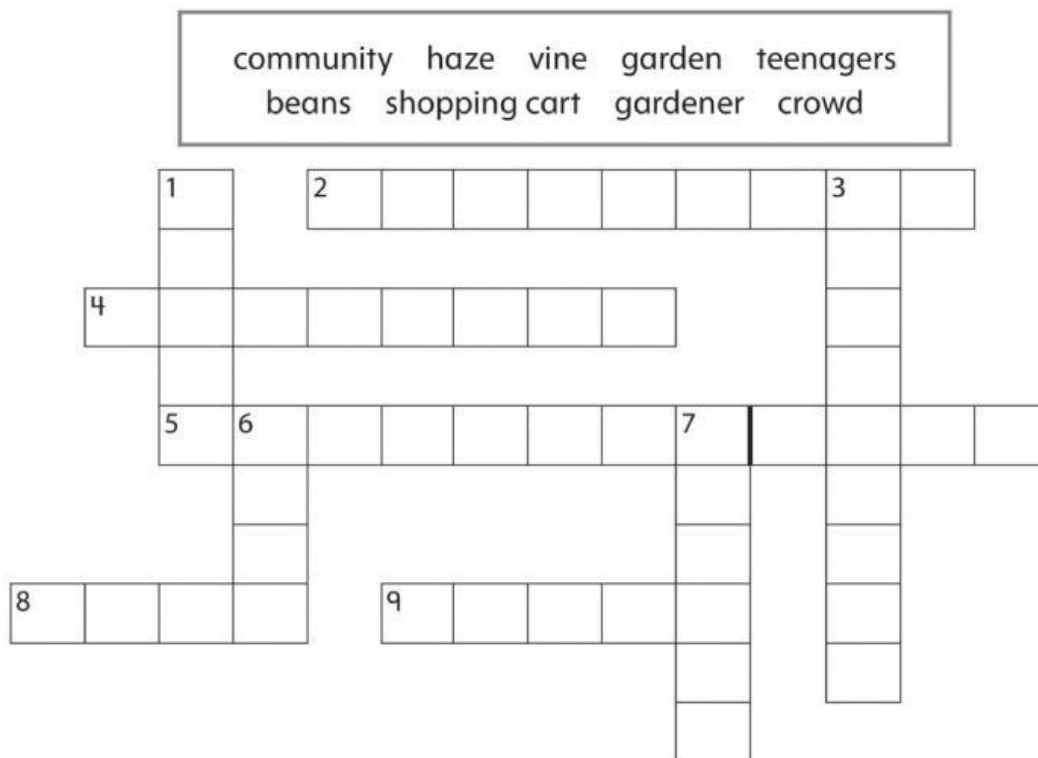 community haze vine garden teenagers
beans shopping cart gardener crowd
1 2 3
4
5 6 7
8 9